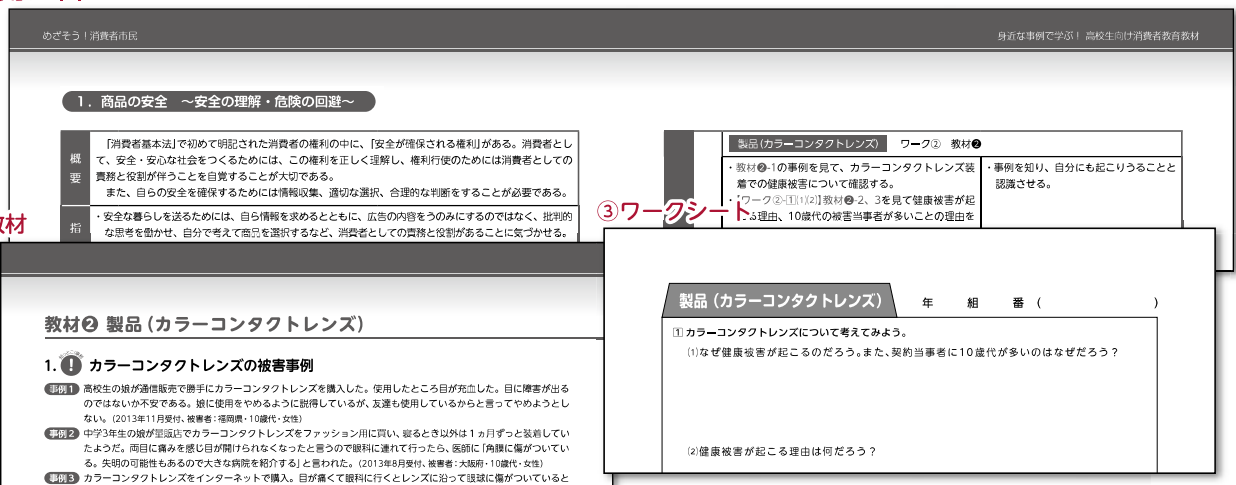 めざそう！消費者市民
身近な事例で学ぶ！ 高校生向け消費者教育教材
1．商品の安全　～安全の理解・危険の回避～
概要
「消費者基本法」で初めて明記された消費者の権利の中に、「安全が確保される権利」がある。消費者とし
て、安全・安心な社会をつくるためには、この権利を正しく理解し、権利行使のためには消費者としての
責務と役割が伴うことを自覚することが大切である。
また、自らの安全を確保するためには情報収集、適切な選択、合理的な判断をすることが必要である。
指
・安全な暮らしを送るためには、自ら情報を求めるとともに、広告の内容をうのみにするのではなく、批判的
な思考を働かせ、自分で考えて商品を選択するなど、消費者としての責務と役割があることに気づかせる。
製品(カラーコンタクトレンズ)　ワーク②　教材❷
・教材❷-1の事例を見て、カラーコンタクトレンズ装
着での健康被害について確認する。
・【ワーク②-1(1)(2)】教材❷-2、3を見て健康被害が起
る理由、10歳代の被害当事者が多いことの理由を
・事例を知り、自分にも起こりうることと
認識させる。
教材
③ワークシート
教材❷ 製品（カラーコンタクトレンズ）
1. ! カラーコンタクトレンズの被害事例
事例1 高校生の娘が通信販売で勝手にカラーコンタクトレンズを購入した。使用したところ目が充血した。目に障害が出る
のではないか不安である。娘に使用をやめるように説得しているが、友達も使用しているからと言ってやめようとし
ない。（2013年11月受付、被害者：福岡県・10歳代・女性）
事例2 中学3年生の娘が量販店でカラーコンタクトレンズをファッション用に買い、寝るとき以外は1ヵ月ずっと装着してい
たようだ。両目に痛みを感じ目が開けられなくなったと言うので眼科に連れて行ったら、医師に「角膜に傷がついてい
る。失明の可能性もあるので大きな病院を紹介する」と言われた。（2013年8月受付、被害者：大阪府・10歳代・女性）
事例3 カラーコンタクトレンズをインターネットで購入。目が痛くて眼科に行くとレンズに沿って眼球に傷がついていると
製品（カラーコンタクトレンズ）　年　組　番（　　　）
1 カラーコンタクトレンズについて考えてみよう。
(1)なぜ健康被害が起こるのだろう。また、契約当事者に10歳代が多いのはなぜだろう？
(2)健康被害が起こる理由は何だろう？